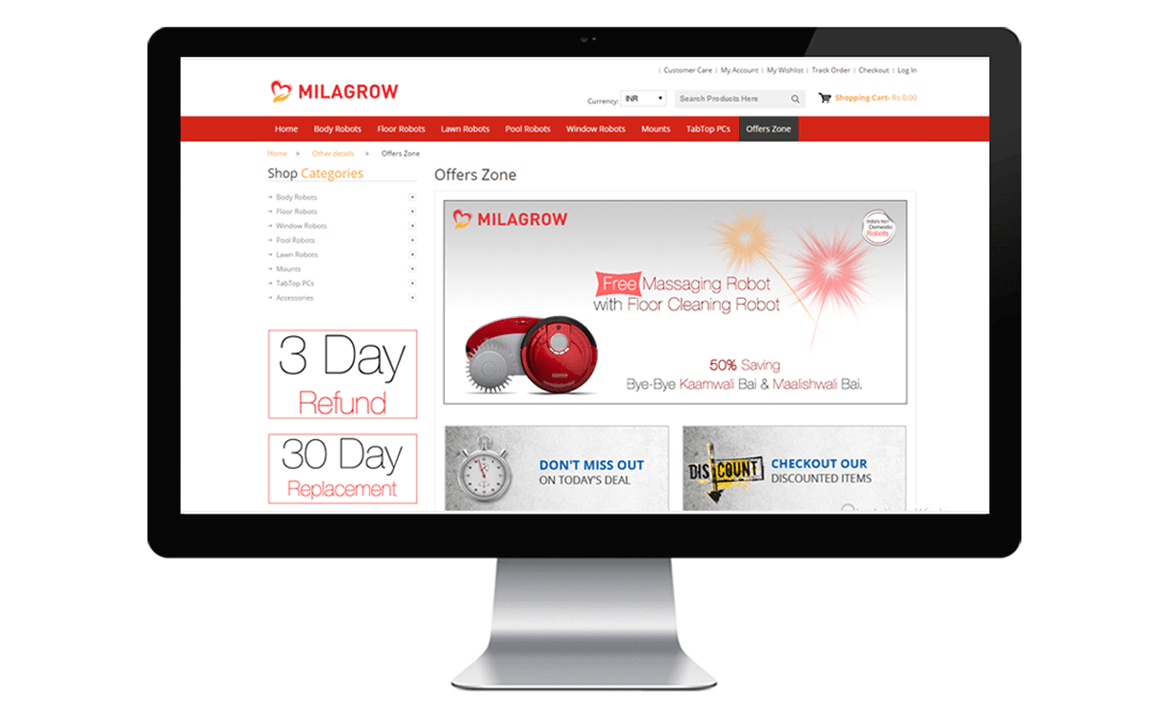 | Customer Care | My Account | My Wishlist | Track Order | Checkout | Log In
MILAGROW
Currency: INR
Search Products Here
Shopping Cart- Rs 0.00
Home Body Robots Floor Robots Lawn Robots Pool Robots Window Robots Mounts TabTop PCs Offers Zone
Home > Other details > Offers Zone
Shop Categories
Body Robots
Floor Robots
Window Robots
Pool Robots
Lawn Robots
Mounts
TabTop PCs
Accessories
3 Day
Refund
30 Day
Replacement
Offers Zone
MILAGROW
India's No.1
Domestic
Robots
Free Massaging Robot
with Floor Cleaning Robot
50% Saving
Bye-Bye Kaamwali Bai & Maalishwali Bai.
DON'T MISS OUT
ON TODAY'S DEAL
DISCOUNT
CHECKOUT OUR
DISCOUNTED ITEMS